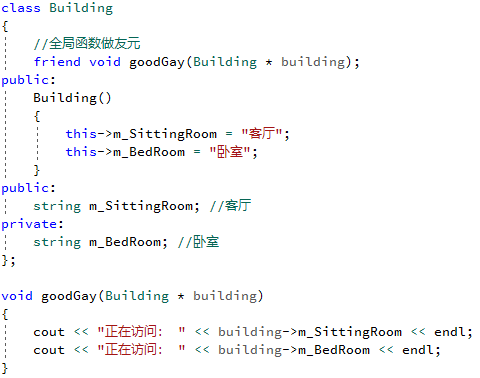 class Building
{
    //全局函数做友元
    friend void goodGay(Building * building);
public:
    Building()
    {
        this->m_SittingRoom = "客厅";
        this->m_BedRoom = "卧室";
    }
public:
    string m_SittingRoom; //客厅
private:
    string m_BedRoom; //卧室
};

void goodGay(Building * building)
{
    cout << "正在访问： " << building->m_SittingRoom << endl;
    cout << "正在访问： " << building->m_BedRoom << endl;
}